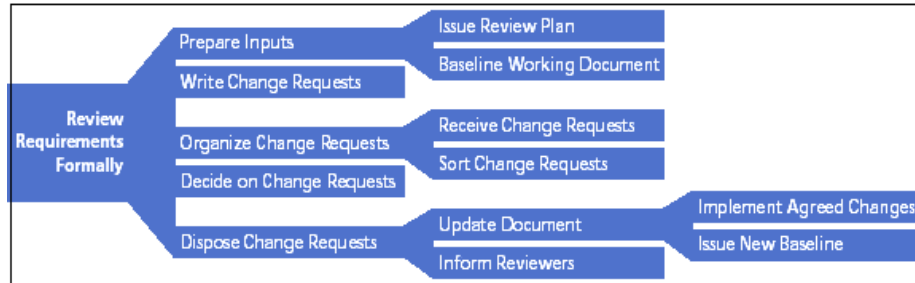 Review
Requirements
Formally
Prepare Inputs
Issue Review Plan
Baseline Working Document
Write Change Requests
Organize Change Requests
Receive Change Requests
Sort Change Requests
Decide on Change Requests
Dispose Change Requests
Update Document
Implement Agreed Changes
Issue New Baseline
Inform Reviewers